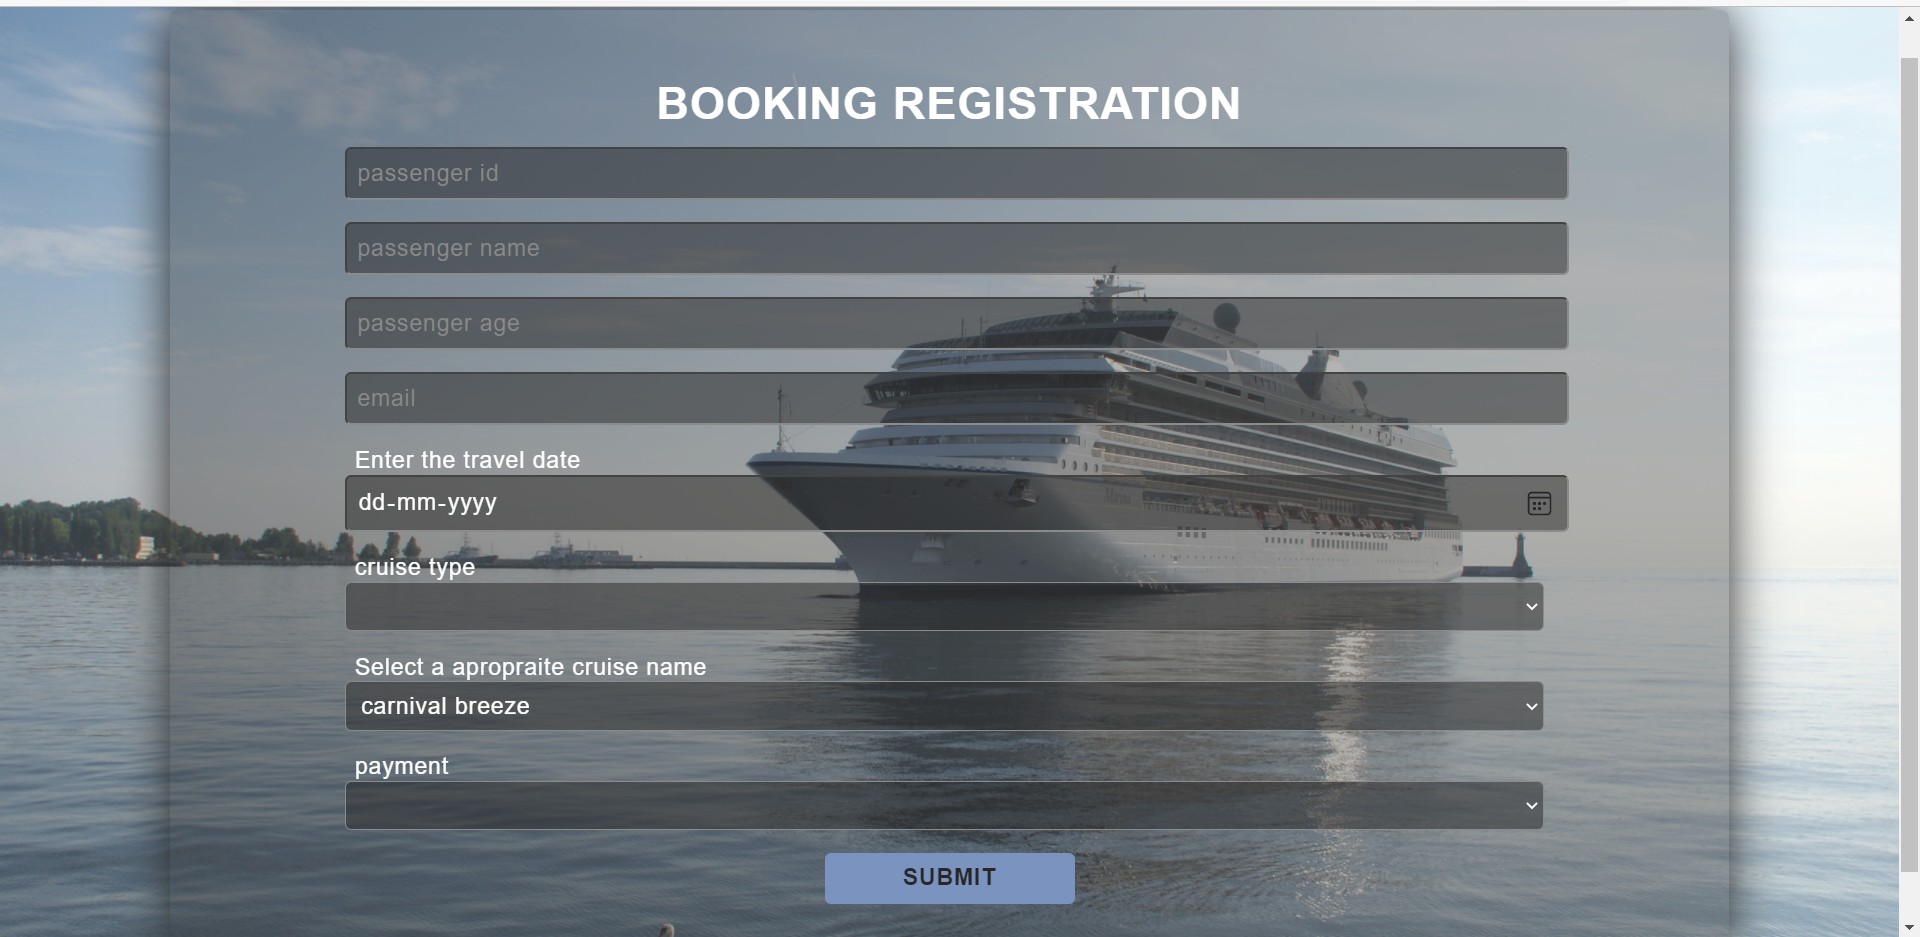 BOOKING REGISTRATION
passenger id
passenger name
passenger age
email
Enter the travel date
dd-mm-yyyy
cruise type
Select a apropraite cruise name
carnival breeze
payment
SUBMIT